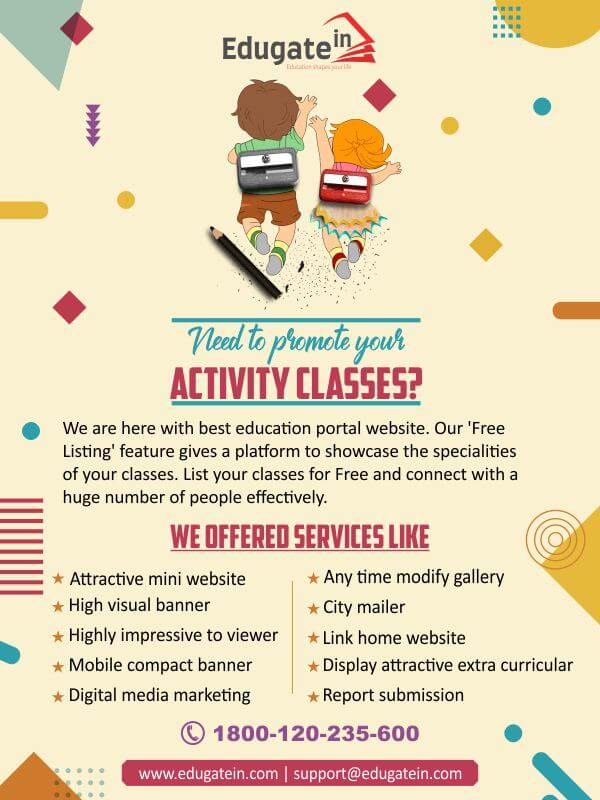 Edugatein
Education shapes your life
Need to promote your
ACTIVITY CLASSES?
We are here with best education portal website. Our 'Free
Listing' feature gives a platform to showcase the specialities
of your classes. List your classes for Free and connect with a
huge number of people effectively.
WE OFFERED SERVICES LIKE
Attractive mini website
High visual banner
Highly impressive to viewer
Mobile compact banner
Digital media marketing
Any time modify gallery
City mailer
Link home website
Display attractive extra curricular
Report submission
1800-120-235-600
www.edugatein.com | support@edugatein.com